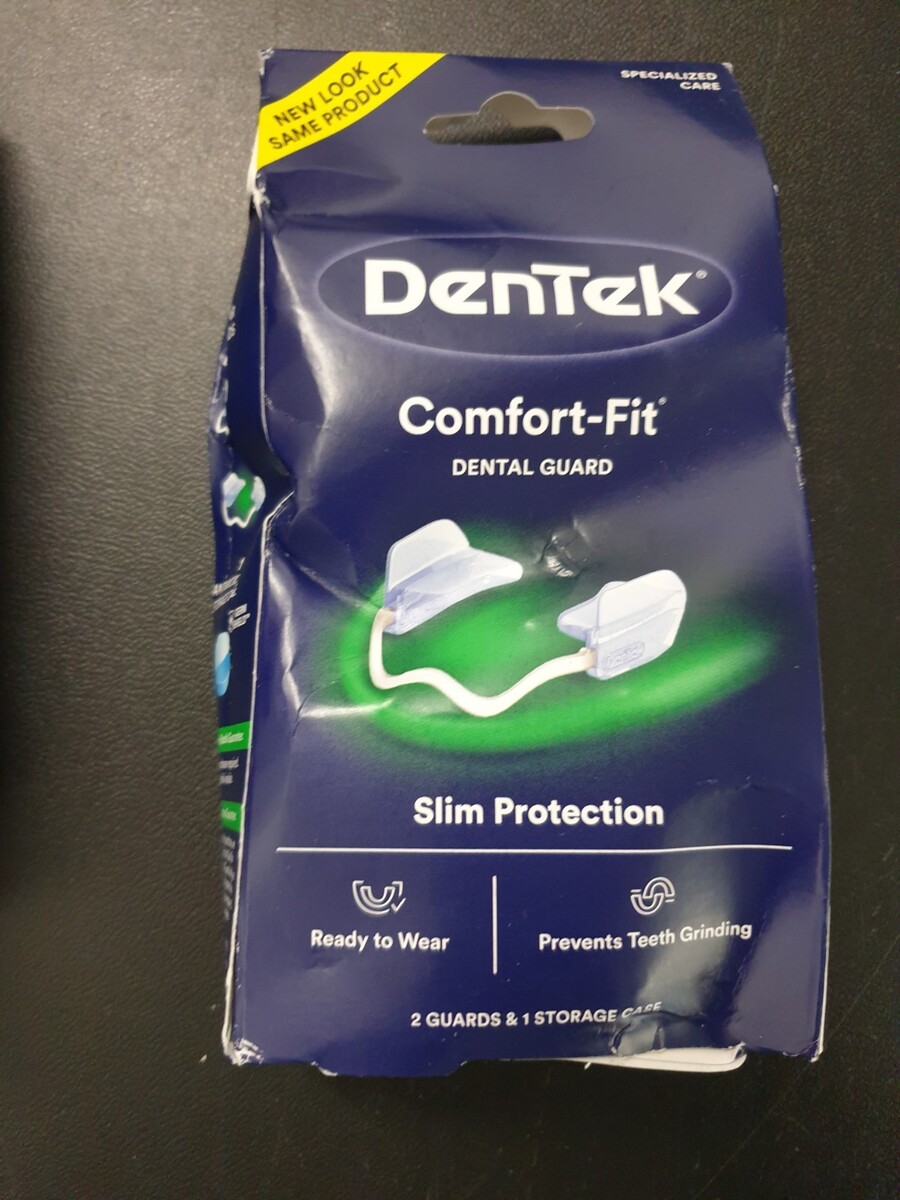 NEW LOOK
SAME PRODUCT
SPECIALIZED
CARE
DenTek®
Comfort-Fit®
DENTAL GUARD
DenTek
Slim Protection
Ready to Wear
Prevents Teeth Grinding
2 GUARDS & 1 STORAGE CASE